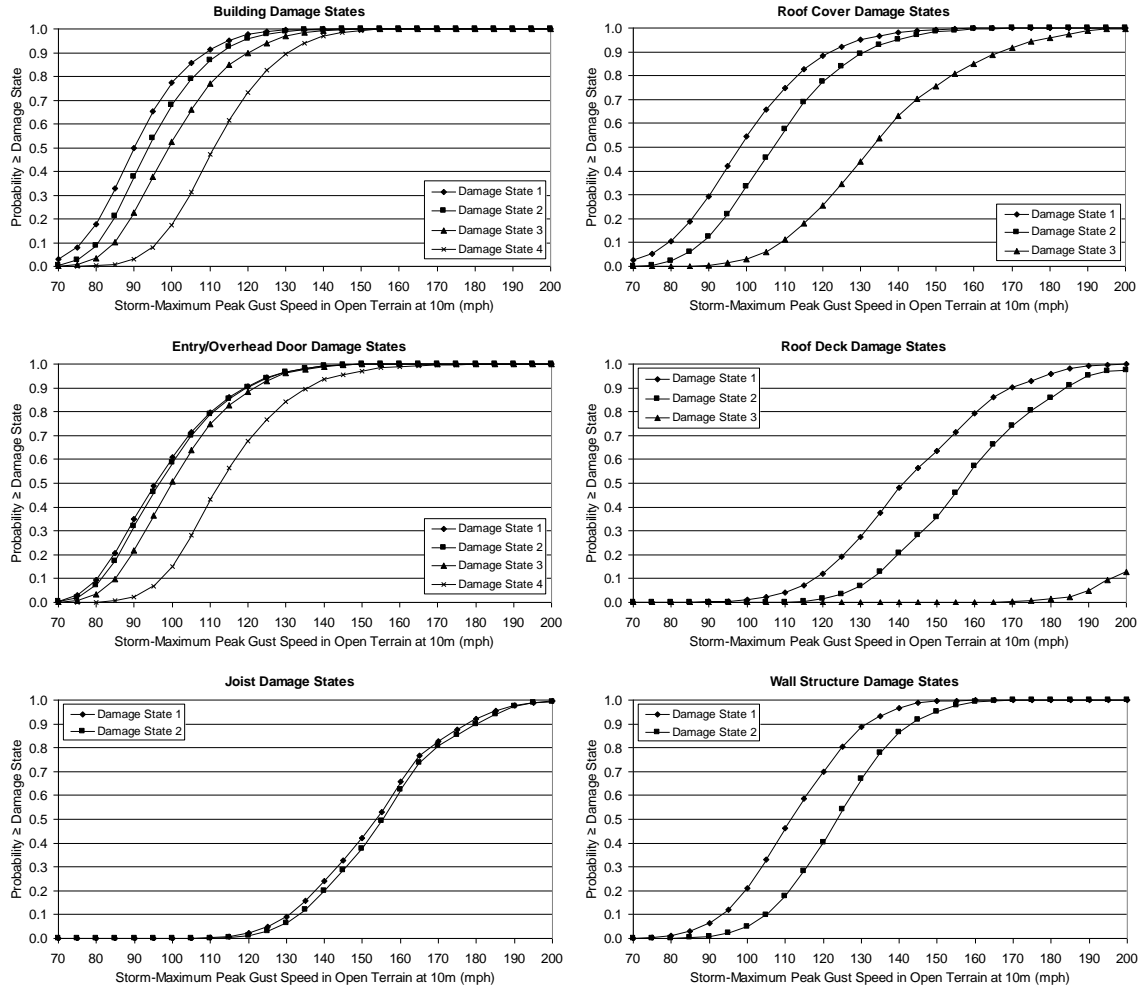 Building Damage States
Probability ≥ Damage State
1.0
0.9
0.8
0.7
0.6
0.5
0.4
0.3
0.2
0.1
0.0
Damage State 1
Damage State 2
Damage State 3
Damage State 4
70 80 90 100 110 120 130 140 150 160 170 180 190 200
Storm-Maximum Peak Gust Speed in Open Terrain at 10m (mph)
Roof Cover Damage States
Probability ≥ Damage State
1.0
0.9
0.8
0.7
0.6
0.5
0.4
0.3
0.2
0.1
0.0
Damage State 1
Damage State 2
Damage State 3
70 80 90 100 110 120 130 140 150 160 170 180 190 200
Storm-Maximum Peak Gust Speed in Open Terrain at 10m (mph)
Entry/Overhead Door Damage States
Probability ≥ Damage State
1.0
0.9
0.8
0.7
0.6
0.5
0.4
0.3
0.2
0.1
0.0
Damage State 1
Damage State 2
Damage State 3
Damage State 4
70 80 90 100 110 120 130 140 150 160 170 180 190 200
Storm-Maximum Peak Gust Speed in Open Terrain at 10m (mph)
Roof Deck Damage States
Probability ≥ Damage State
1.0
0.9
0.8
0.7
0.6
0.5
0.4
0.3
0.2
0.1
0.0
Damage State 1
Damage State 2
Damage State 3
70 80 90 100 110 120 130 140 150 160 170 180 190 200
Storm-Maximum Peak Gust Speed in Open Terrain at 10m (mph)
Joist Damage States
Probability ≥ Damage State
1.0
0.9
0.8
0.7
0.6
0.5
0.4
0.3
0.2
0.1
0.0
Damage State 1
Damage State 2
70 80 90 100 110 120 130 140 150 160 170 180 190 200
Storm-Maximum Peak Gust Speed in Open Terrain at 10m (mph)
Wall Structure Damage States
Probability ≥ Damage State
1.0
0.9
0.8
0.7
0.6
0.5
0.4
0.3
0.2
0.1
0.0
Damage State 1
Damage State 2
70 80 90 100 110 120 130 140 150 160 170 180 190 200
Storm-Maximum Peak Gust Speed in Open Terrain at 10m (mph)